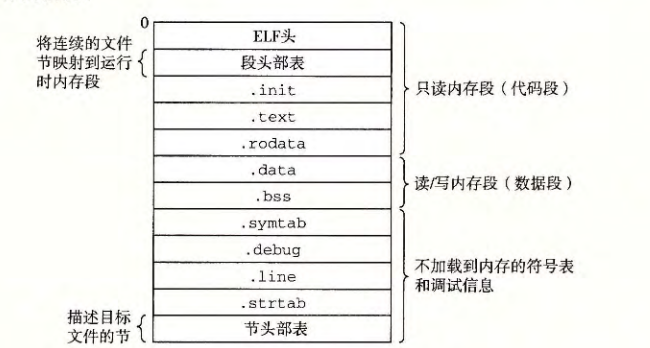 0
ELF头
将连续的文件
节映射到运行
时内存段
段头部表
.init
.text
.rodata
只读内存段（代码段）
.data
.bss
读/写内存段（数据段）
.symtab
.debug
.line
.strtab
不加载到内存的符号表
和调试信息
描述目标
文件的节
节头部表